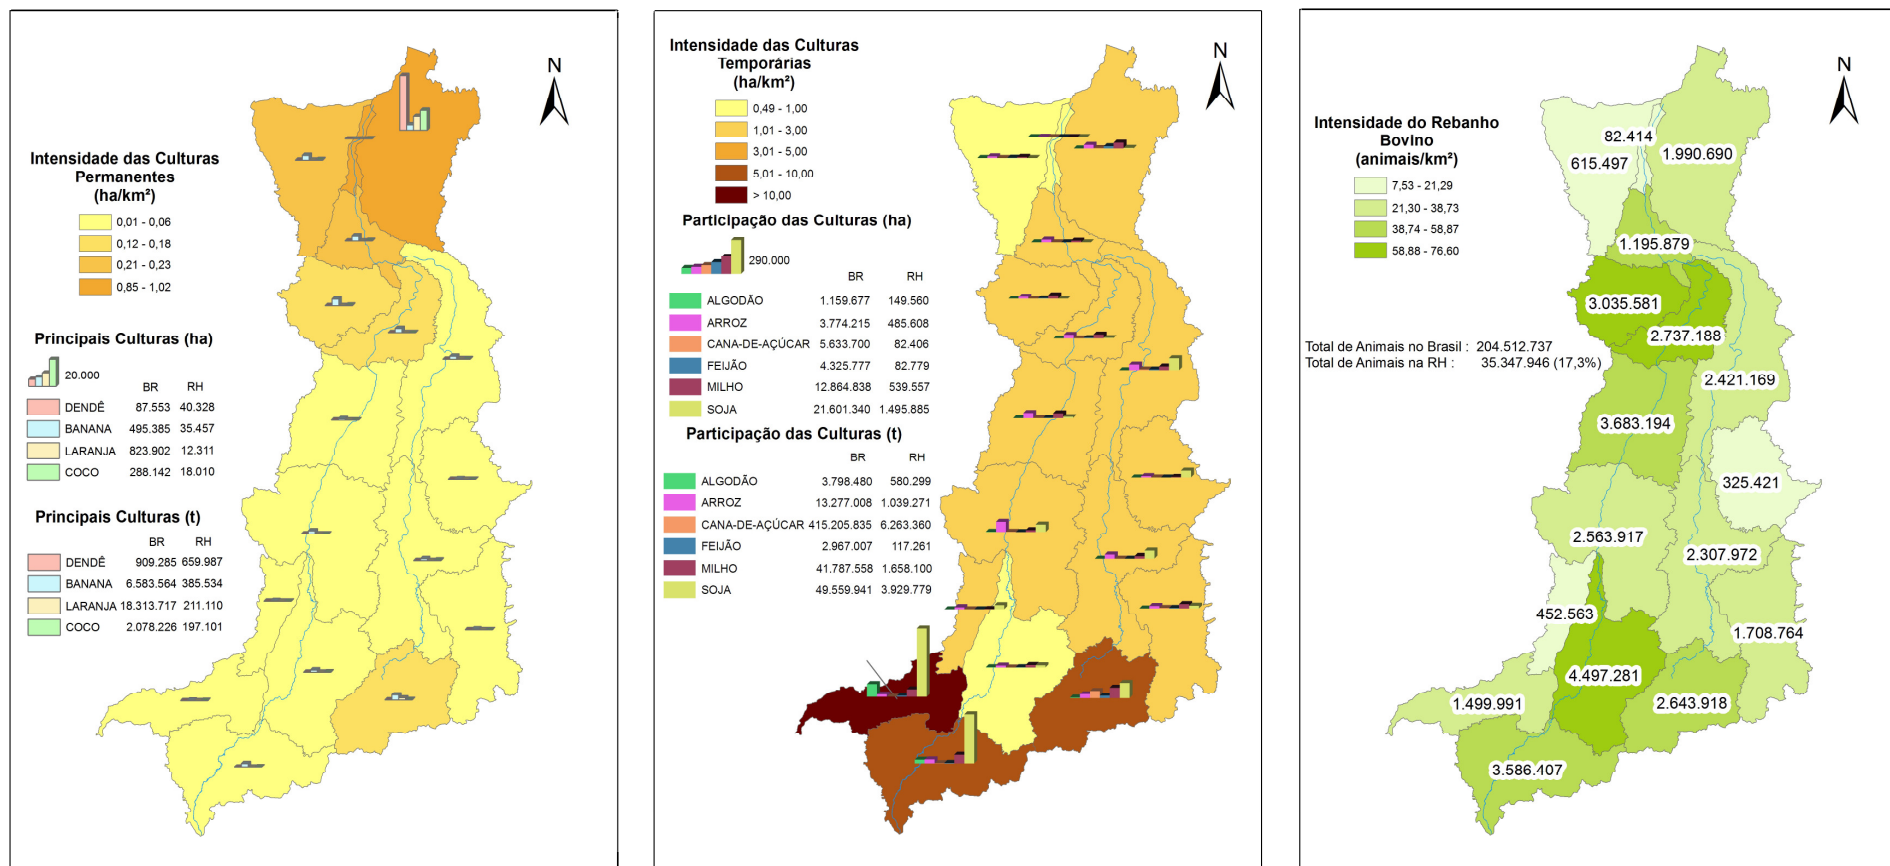 N
Intensidade das Culturas
Permanentes
(ha/km²)
0,01 - 0,06
0,12 - 0,18
0,21 - 0,23
0,85 - 1,02
Principais Culturas (ha)
20.000
BR RH
DENDÊ 87.553 40.328
BANANA 495.385 35.457
LARANJA 823.902 12.311
COCO 288.142 18.010
Principais Culturas (t)
BR RH
DENDÊ 909.285 659.987
BANANA 6.583.564 385.534
LARANJA 18.313.717 211.110
COCO 2.078.226 197.101
Intensidade das Culturas
Temporárias
(ha/km²)
N
0,49 - 1,00
1,01 - 3,00
3,01 - 5,00
5,01 - 10,00
> 10,00
Participação das Culturas (ha)
290.000
BR RH
ALGODÃO 1.159.677 149.560
ARROZ 3.774.215 485.608
CANA-DE-AÇÚCAR 5.633.700 82.406
FEIJÃO 4.325.777 82.779
MILHO 12.864.838 539.557
SOJA 21.601.340 1.495.885
Participação das Culturas (t)
BR RH
ALGODÃO 3.798.480 580.299
ARROZ 13.277.008 1.039.271
CANA-DE-AÇÚCAR 415.205.835 6.263.360
FEIJÃO 2.967.007 117.261
MILHO 41.787.558 1.658.100
SOJA 49.559.941 3.929.779
N
Intensidade do Rebanho
Bovino
(animais/km²)
7,53 - 21,29
21,30 - 38,73
38,74 - 58,87
58,88 - 76,60
Total de Animais no Brasil : 204.512.737
Total de Animais na RH : 35.347.946 (17,3%)
82.414
615.497
1.990.690
1.195.879
3.035.581
2.737.188
2.421.169
3.683.194
325.421
2.563.917
2.307.972
452.563
1.708.764
4.497.281
1.499.991
2.643.918
3.586.407